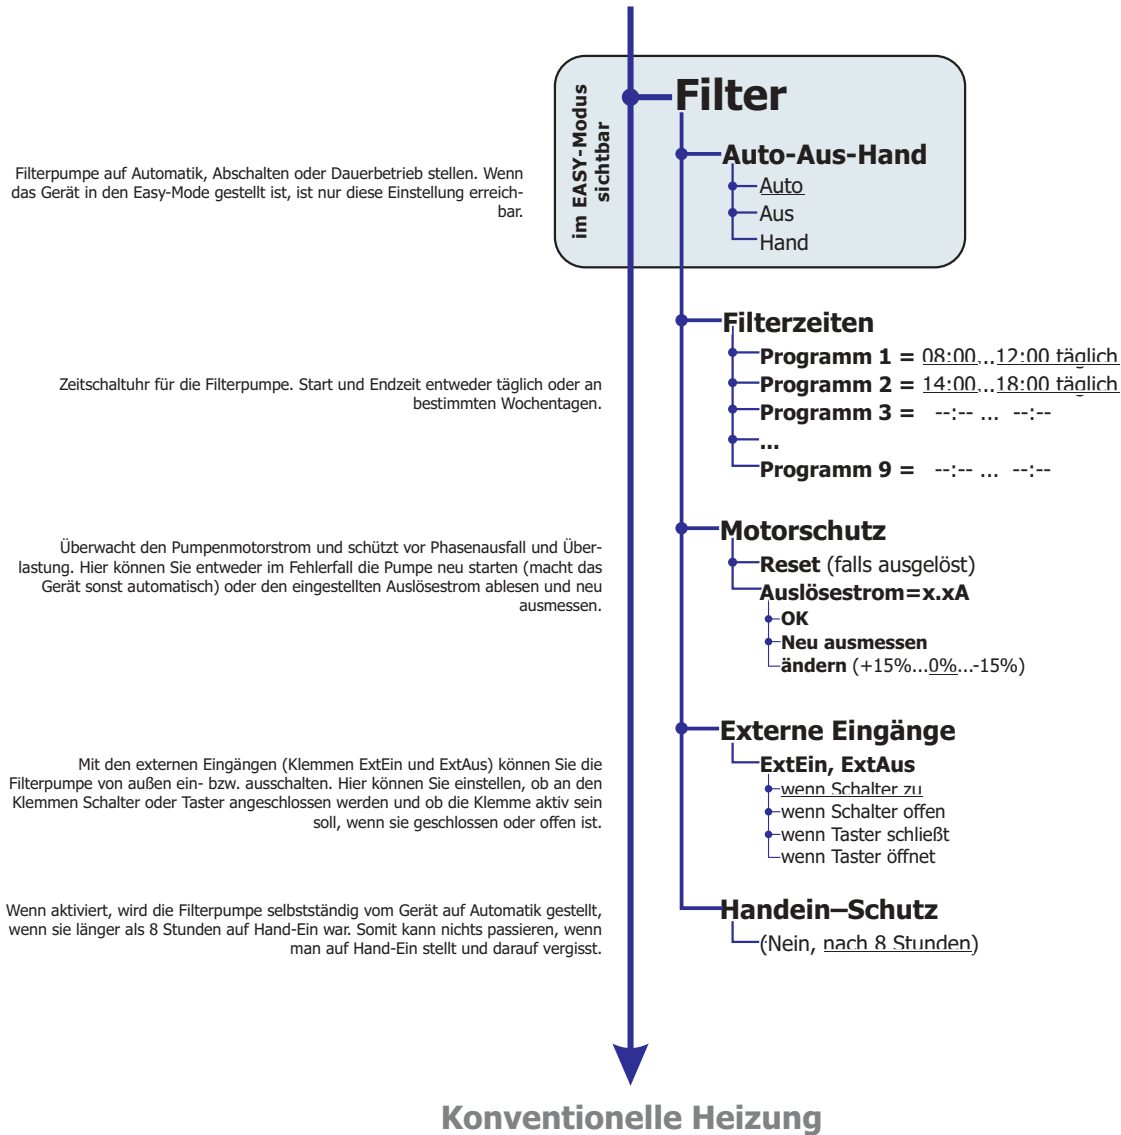 im EASY-Modus
sichtbar
Filter
Auto-Aus-Hand
Auto
Aus
Hand
Filterpumpe auf Automatik, Abschalten oder Dauerbetrieb stellen. Wenn
das Gerät in den Easy-Mode gestellt ist, ist nur diese Einstellung erreich-
bar.
Filterzeiten
Programm 1 = 08:00...12:00 täglich
Programm 2 = 14:00...18:00 täglich
Programm 3 = --:-- ... --:--
...
Programm 9 = --:-- ... --:--
Zeitschaltuhr für die Filterpumpe. Start und Endzeit entweder täglich oder an
bestimmten Wochentagen.
Motorschutz
Reset (falls ausgelöst)
Auslösestrom=x.xA
OK
Neu ausmessen
ändern (+15%...0%...-15%)
Überwacht den Pumpenmotorstrom und schützt vor Phasenausfall und Über-
lastung. Hier können Sie entweder im Fehlerfall die Pumpe neu starten (macht das
Gerät sonst automatisch) oder den eingestellten Auslösestrom ablesen und neu
ausmessen.
Externe Eingänge
ExtEin, ExtAus
wenn Schalter zu
wenn Schalter offen
wenn Taster schließt
wenn Taster öffnet
Mit den externen Eingängen (Klemmen ExtEin und ExtAus) können Sie die
Filterpumpe von außen ein- bzw. ausschalten. Hier können Sie einstellen, ob an den
Klemmen Schalter oder Taster angeschlossen werden und ob die Klemme aktiv sein
soll, wenn sie geschlossen oder offen ist.
Handein–Schutz
(Nein, nach 8 Stunden)
Wenn aktiviert, wird die Filterpumpe selbstständig vom Gerät auf Automatik gestellt,
wenn sie länger als 8 Stunden auf Hand-Ein war. Somit kann nichts passieren, wenn
man auf Hand-Ein stellt und darauf vergisst.
Konventionelle Heizung